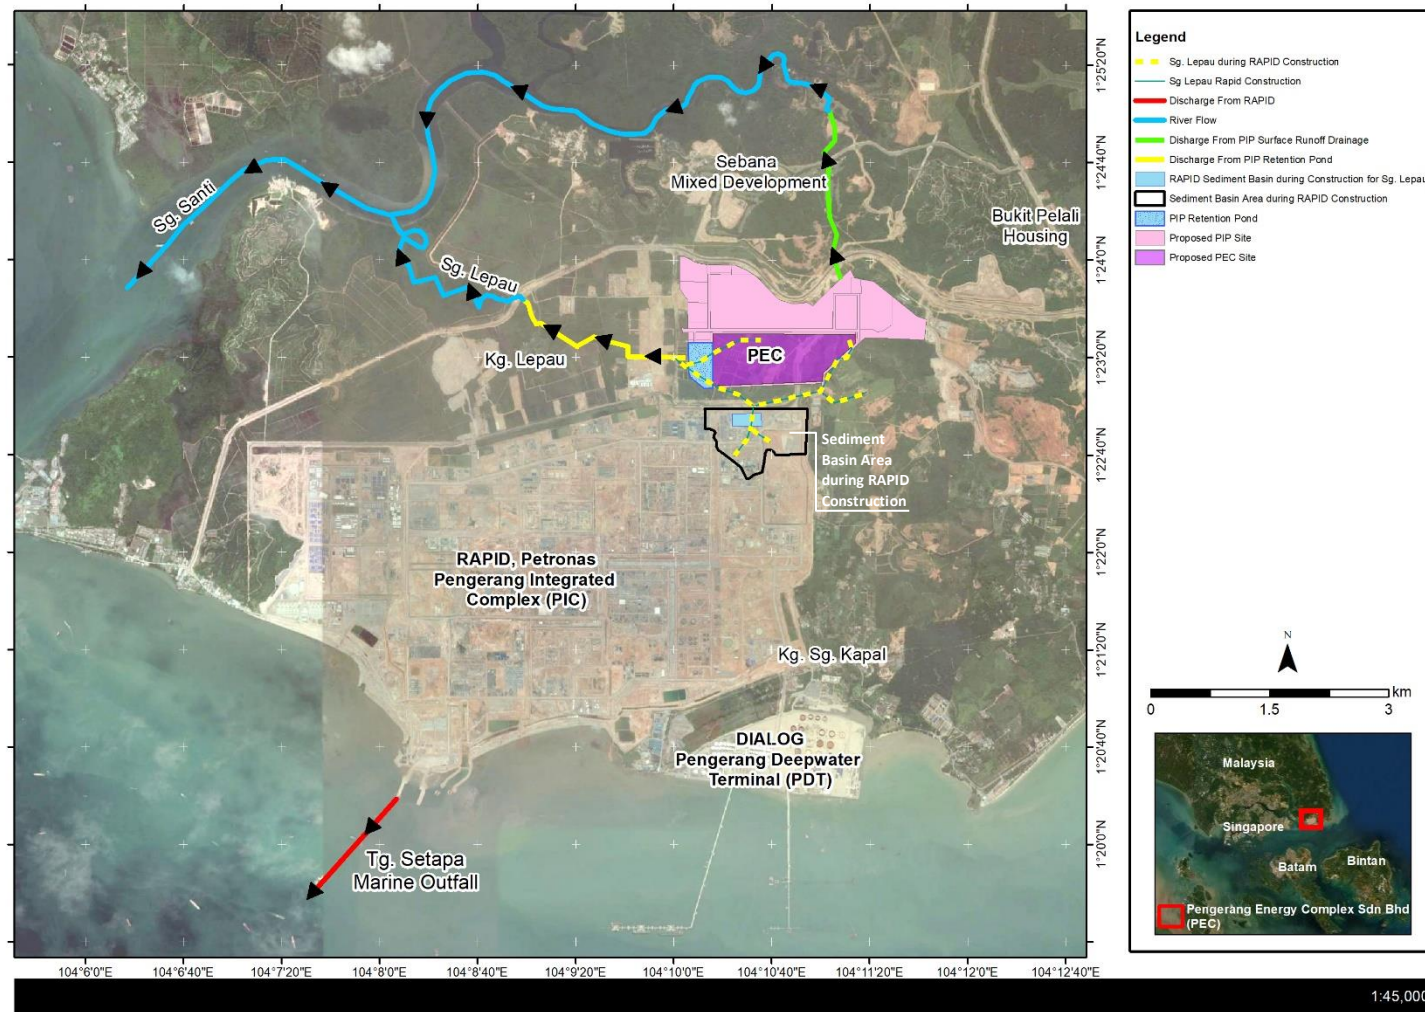 Sebana
Mixed Development
Bukit Pelali
Housing
Sg. Santi
Sg. Lepau
Kg. Lepau
PEC
Sediment
Basin Area
during RAPID
Construction
RAPID, Petronas
Pengerang Integrated
Complex (PIC)
Kg. Sg. Kapal
DIALOG
Pengerang Deepwater
Terminal (PDT)
Tg. Setapa
Marine Outfall
1°25'20"N
1°24'40"N
1°24'0"N
1°23'20"N
1°22'40"N
1°22'0"N
1°21'20"N
1°20'40"N
1°20'0"N
104°6'0"E
104°6'40"E
104°7'20"E
104°8'0"E
104°8'40"E
104°9'20"E
104°10'0"E
104°10'40"E
104°11'20"E
104°12'0"E
104°12'40"E
Legend
Sg. Lepau during RAPID Construction
Sg Lepau Rapid Construction
Discharge From RAPID
River Flow
Disharge From PIP Surface Runoff Drainage
Discharge From PIP Retention Pond
RAPID Sediment Basin during Construction for Sg. Lepau
Sediment Basin Area during RAPID Construction
PIP Retention Pond
Proposed PIP Site
Proposed PEC Site
N
km
0 1.5 3
Malaysia
Singapore
Batam
Bintan
Pengerang Energy Complex Sdn Bhd
(PEC)
1:45,000